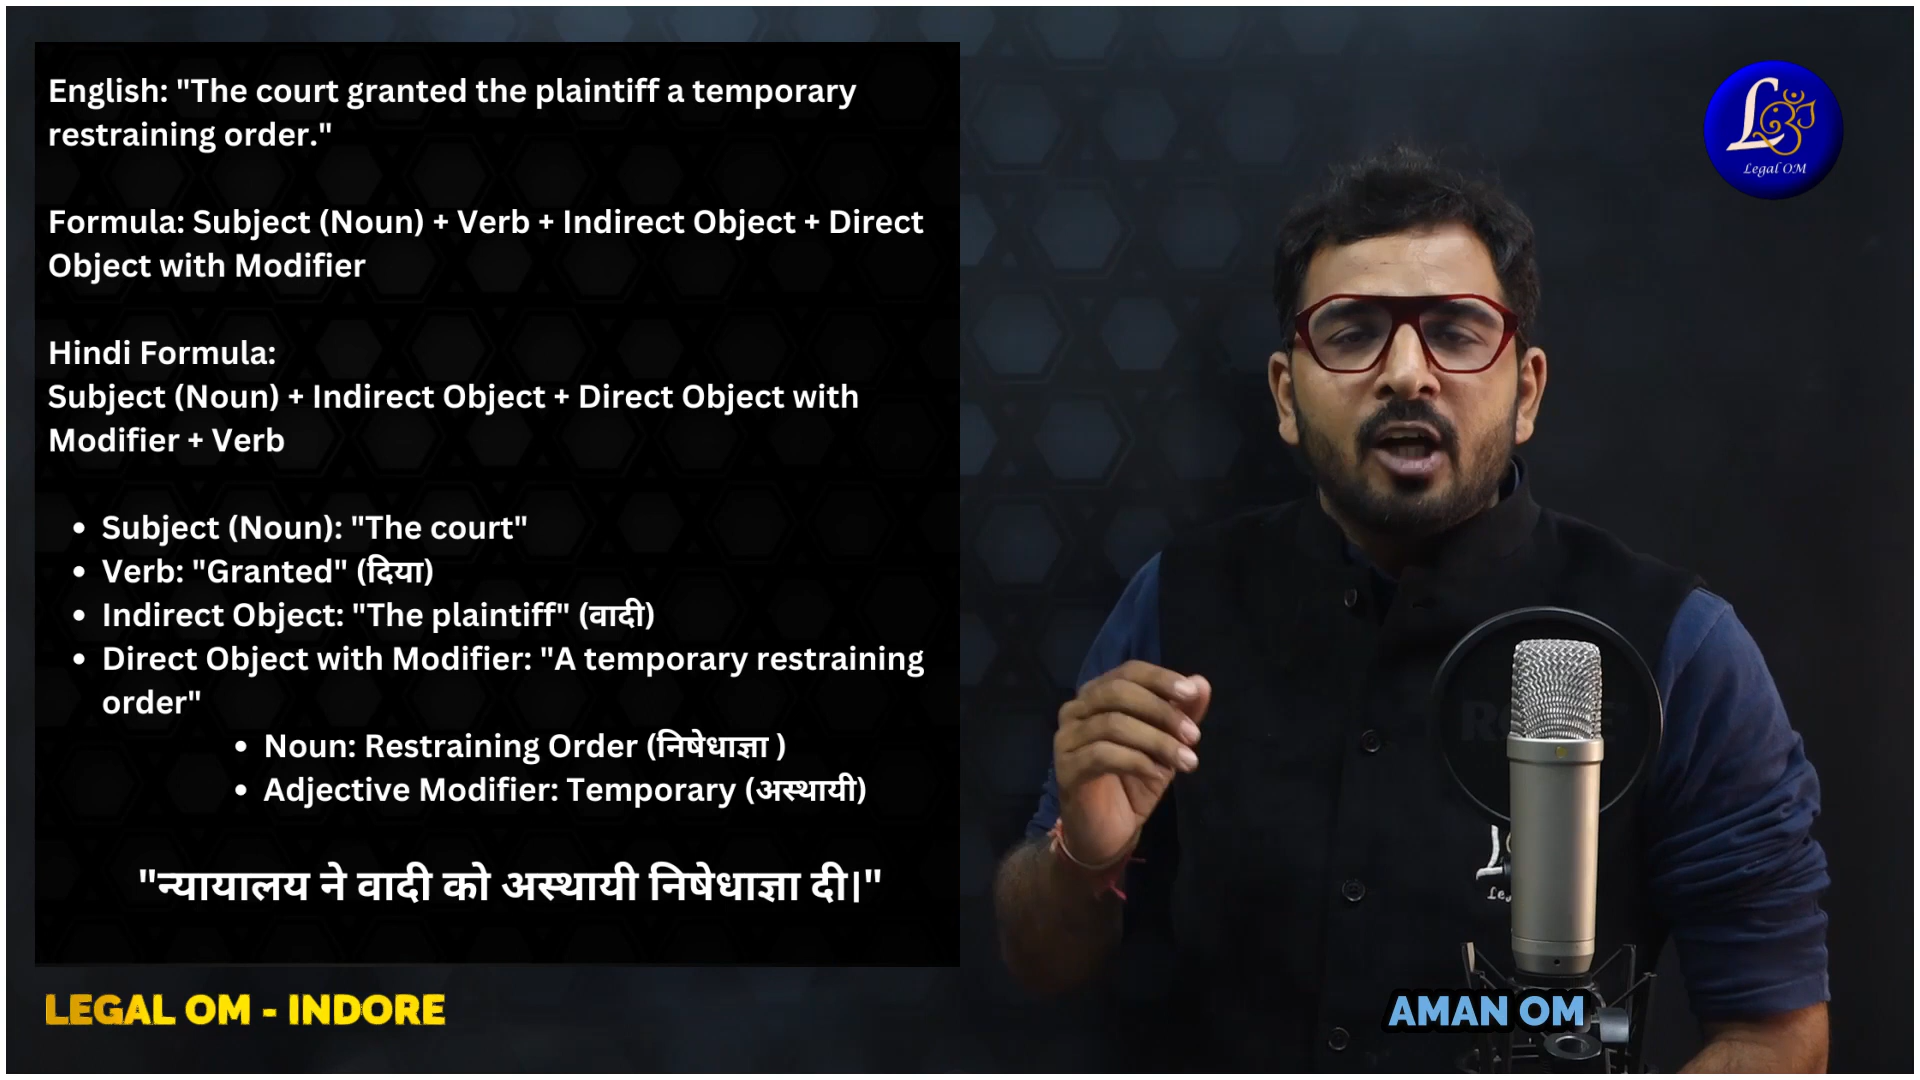 English: "The court granted the plaintiff a temporary
restraining order."
Formula: Subject (Noun) + Verb + Indirect Object + Direct
Object with Modifier
Hindi Formula:
Subject (Noun) + Indirect Object + Direct Object with
Modifier + Verb
• Subject (Noun): "The court"
• Verb: "Granted" (दिया)
• Indirect Object: "The plaintiff" (वादी)
• Direct Object with Modifier: "A temporary restraining
order"
• Noun: Restraining Order (निषेधाज्ञा )
• Adjective Modifier: Temporary (अस्थायी)
"न्यायालय ने वादी को अस्थायी निषेधाज्ञा दी|"
LEGAL OM - INDORE
L ॐ
Legal OM
AMAN OM